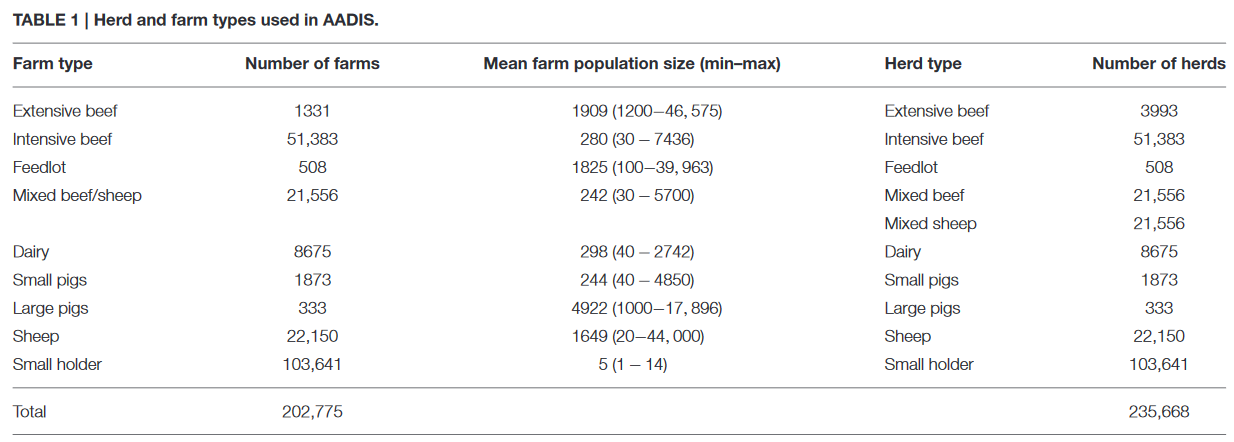 TABLE 1 | Herd and farm types used in AADIS.
Farm type Number of farms Mean farm population size (min–max) Herd type Number of herds
Extensive beef 1331 1909 (1200−46, 575) Extensive beef 3993
Intensive beef 51,383 280 (30 − 7436) Intensive beef 51,383
Feedlot 508 1825 (100−39, 963) Feedlot 508
Mixed beef/sheep 21,556 242 (30 − 5700) Mixed beef 21,556
Mixed sheep 21,556
Dairy 8675 298 (40 − 2742) Dairy 8675
Small pigs 1873 244 (40 − 4850) Small pigs 1873
Large pigs 333 4922 (1000−17, 896) Large pigs 333
Sheep 22,150 1649 (20−44, 000) Sheep 22,150
Small holder 103,641 5 (1 − 14) Small holder 103,641
Total 202,775 235,668